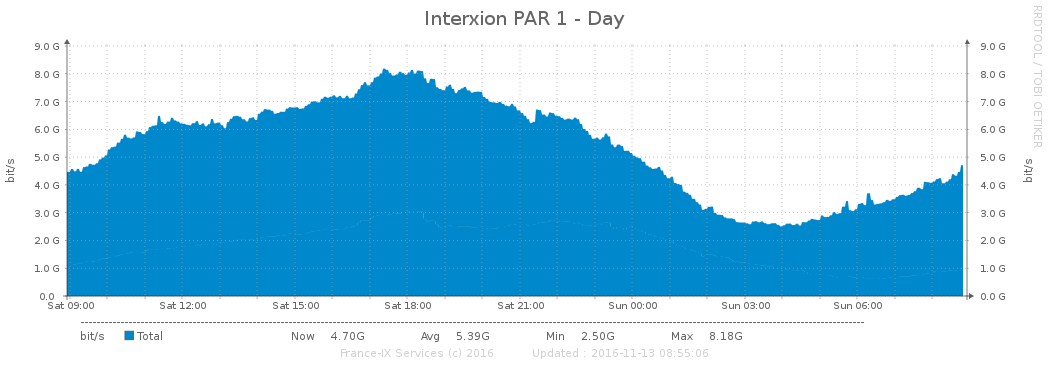 Interxion PAR 1 - Day
RRDTOOL / TOBI OETIKER
9.0 G 9.0 G
8.0 G 8.0 G
7.0 G 7.0 G
6.0 G 6.0 G
5.0 G 5.0 G
4.0 G 4.0 G
3.0 G 3.0 G
2.0 G 2.0 G
1.0 G 1.0 G
0.0 0.0 G
bit/s bit/s
Sat 09:00 Sat 12:00 Sat 15:00 Sat 18:00 Sat 21:00 Sun 00:00 Sun 03:00 Sun 06:00
bit/s Total Now 4.70G Avg 5.39G Min 2.50G Max 8.18G
France-IX Services (c) 2016 Updated : 2016-11-13 08:55:06